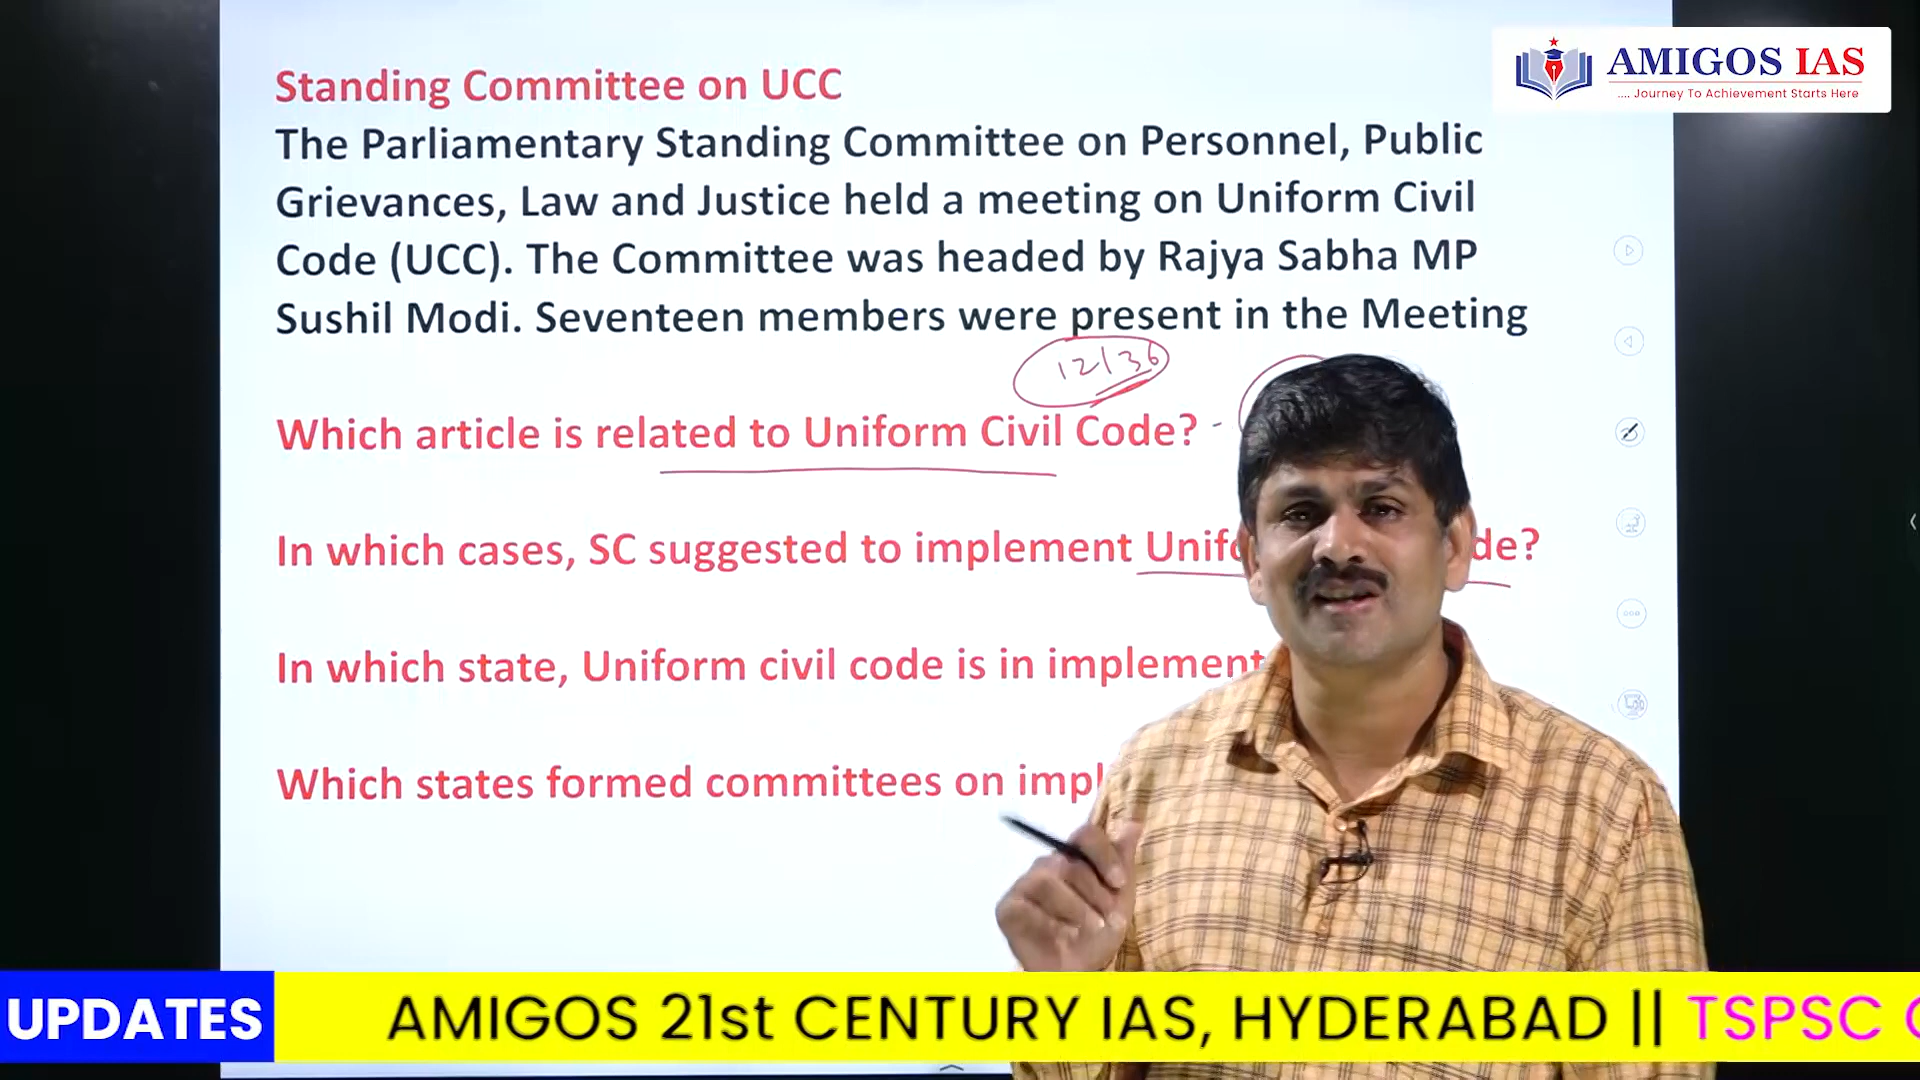 AMIGOS IAS
.... Journey To Achievement Starts Here
Standing Committee on UCC
The Parliamentary Standing Committee on Personnel, Public
Grievances, Law and Justice held a meeting on Uniform Civil
Code (UCC). The Committee was headed by Rajya Sabha MP
Sushil Modi. Seventeen members were present in the Meeting
12/36
Which article is related to Uniform Civil Code? -
In which cases, SC suggested to implement Unifo de?
In which state, Uniform civil code is in implement
Which states formed committees on impl
UPDATES
AMIGOS 21st CENTURY IAS, HYDERABAD || TSPSC